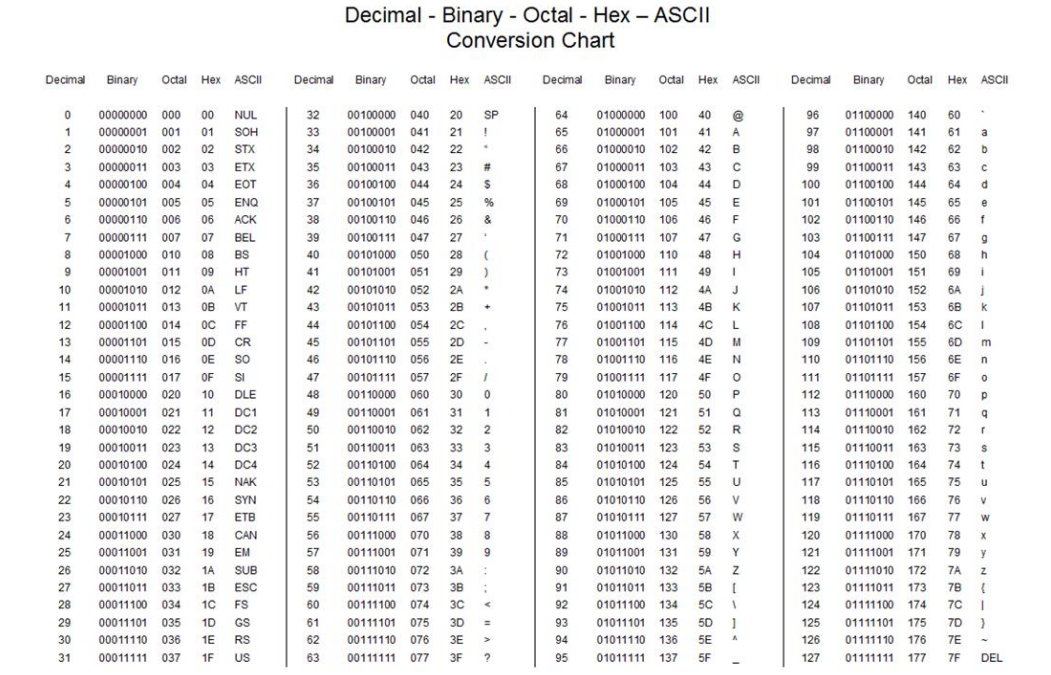 Decimal - Binary - Octal - Hex – ASCII
Conversion Chart
Decimal Binary Octal Hex ASCII Decimal Binary Octal Hex ASCII Decimal Binary Octal Hex ASCII Decimal Binary Octal Hex ASCII
0 00000000 000 00 NUL 32 00100000 040 20 SP 64 01000000 100 40 @ 96 01100000 140 60 `
1 00000001 001 01 SOH 33 00100001 041 21 ! 65 01000001 101 41 A 97 01100001 141 61 a
2 00000010 002 02 STX 34 00100010 042 22 " 66 01000010 102 42 B 98 01100010 142 62 b
3 00000011 003 03 ETX 35 00100011 043 23 # 67 01000011 103 43 C 99 01100011 143 63 c
4 00000100 004 04 EOT 36 00100100 044 24 $ 68 01000100 104 44 D 100 01100100 144 64 d
5 00000101 005 05 ENQ 37 00100101 045 25 % 69 01000101 105 45 E 101 01100101 145 65 e
6 00000110 006 06 ACK 38 00100110 046 26 & 70 01000110 106 46 F 102 01100110 146 66 f
7 00000111 007 07 BEL 39 00100111 047 27 ' 71 01000111 107 47 G 103 01100111 147 67 g
8 00001000 010 08 BS 40 00101000 050 28 ( 72 01001000 110 48 H 104 01101000 150 68 h
9 00001001 011 09 HT 41 00101001 051 29 ) 73 01001001 111 49 I 105 01101001 151 69 i
10 00001010 012 0A LF 42 00101010 052 2A * 74 01001010 112 4A J 106 01101010 152 6A j
11 00001011 013 0B VT 43 00101011 053 2B + 75 01001011 113 4B K 107 01101011 153 6B k
12 00001100 014 0C FF 44 00101100 054 2C , 76 01001100 114 4C L 108 01101100 154 6C l
13 00001101 015 0D CR 45 00101101 055 2D - 77 01001101 115 4D M 109 01101101 155 6D m
14 00001110 016 0E SO 46 00101110 056 2E . 78 01001110 116 4E N 110 01101110 156 6E n
15 00001111 017 0F SI 47 00101111 057 2F / 79 01001111 117 4F O 111 01101111 157 6F o
16 00010000 020 10 DLE 48 00110000 060 30 0 80 01010000 120 50 P 112 01110000 160 70 p
17 00010001 021 11 DC1 49 00110001 061 31 1 81 01010001 121 51 Q 113 01110001 161 71 q
18 00010010 022 12 DC2 50 00110010 062 32 2 82 01010010 122 52 R 114 01110010 162 72 r
19 00010011 023 13 DC3 51 00110011 063 33 3 83 01010011 123 53 S 115 01110011 163 73 s
20 00010100 024 14 DC4 52 00110100 064 34 4 84 01010100 124 54 T 116 01110100 164 74 t
21 00010101 025 15 NAK 53 00110101 065 35 5 85 01010101 125 55 U 117 01110101 165 75 u
22 00010110 026 16 SYN 54 00110110 066 36 6 86 01010110 126 56 V 118 01110110 166 76 v
23 00010111 027 17 ETB 55 00110111 067 37 7 87 01010111 127 57 W 119 01110111 167 77 w
24 00011000 030 18 CAN 56 00111000 070 38 8 88 01011000 130 58 X 120 01111000 170 78 x
25 00011001 031 19 EM 57 00111001 071 39 9 89 01011001 131 59 Y 121 01111001 171 79 y
26 00011010 032 1A SUB 58 00111010 072 3A : 90 01011010 132 5A Z 122 01111010 172 7A z
27 00011011 033 1B ESC 59 00111011 073 3B ; 91 01011011 133 5B [ 123 01111011 173 7B {
28 00011100 034 1C FS 60 00111100 074 3C < 92 01011100 134 5C \ 124 01111100 174 7C |
29 00011101 035 1D GS 61 00111101 075 3D = 93 01011101 135 5D ] 125 01111101 175 7D }
30 00011110 036 1E RS 62 00111110 076 3E > 94 01011110 136 5E ^ 126 01111110 176 7E ~
31 00011111 037 1F US 63 00111111 077 3F ? 95 01011111 137 5F _ 127 01111111 177 7F DEL